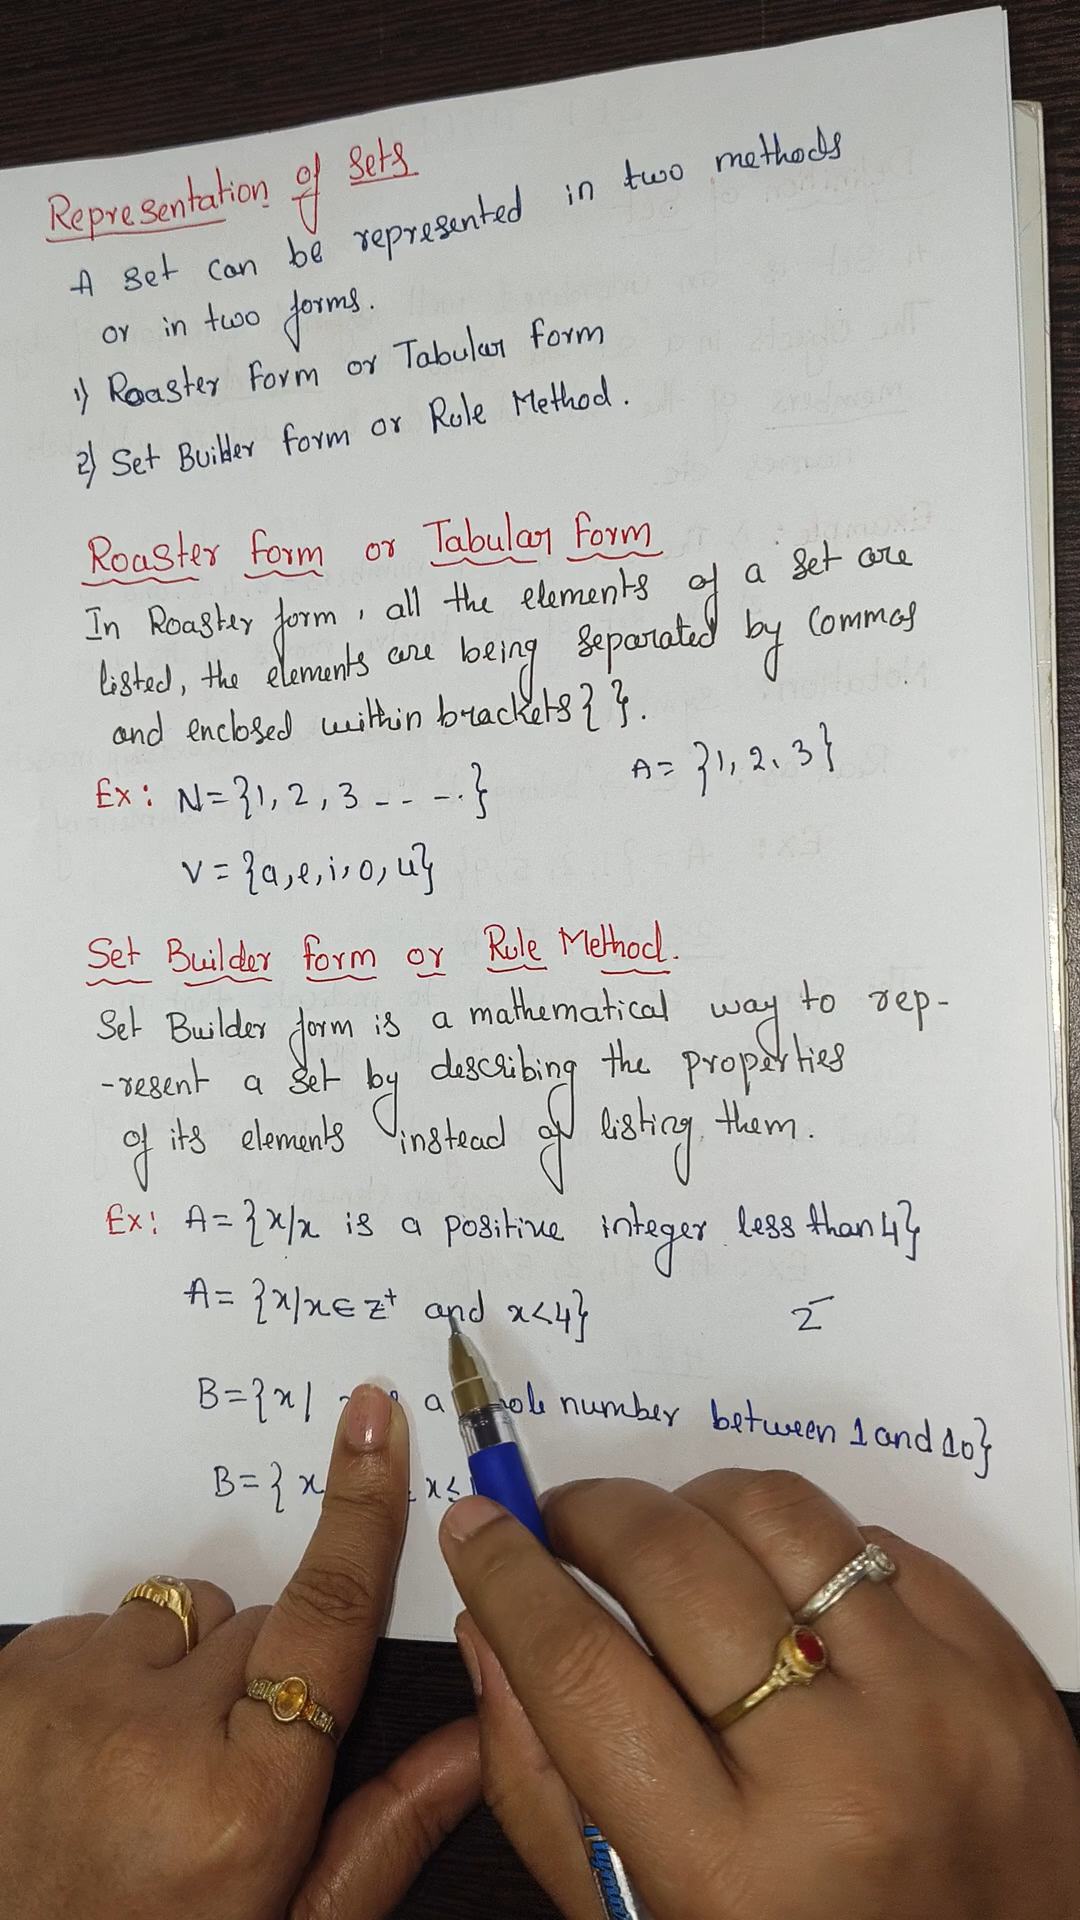 Representation of sets
A set can be represented in two methods
or in two forms.
1) Roaster form or Tabular form
2) Set Builder form or Rule Method.
Roaster form or Tabular form
In Roaster form, all the elements of a set are
listed, the elements are being separated by commas
and enclosed within brackets { }.
Ex: N={1, 2, 3 - - - .} A= {1, 2, 3}
V = {a, e, i, o, u}
Set Builder form or Rule Method.
Set Builder form is a mathematical way to rep-
-resent a set by describing the properties
of its elements instead of listing them.
Ex: A= {x/x is a positive integer less than 4}
A= {x/x∈ Z⁺ and x<4} Z⁻
B={x| a number between 1 and 10}
B= { x x≤